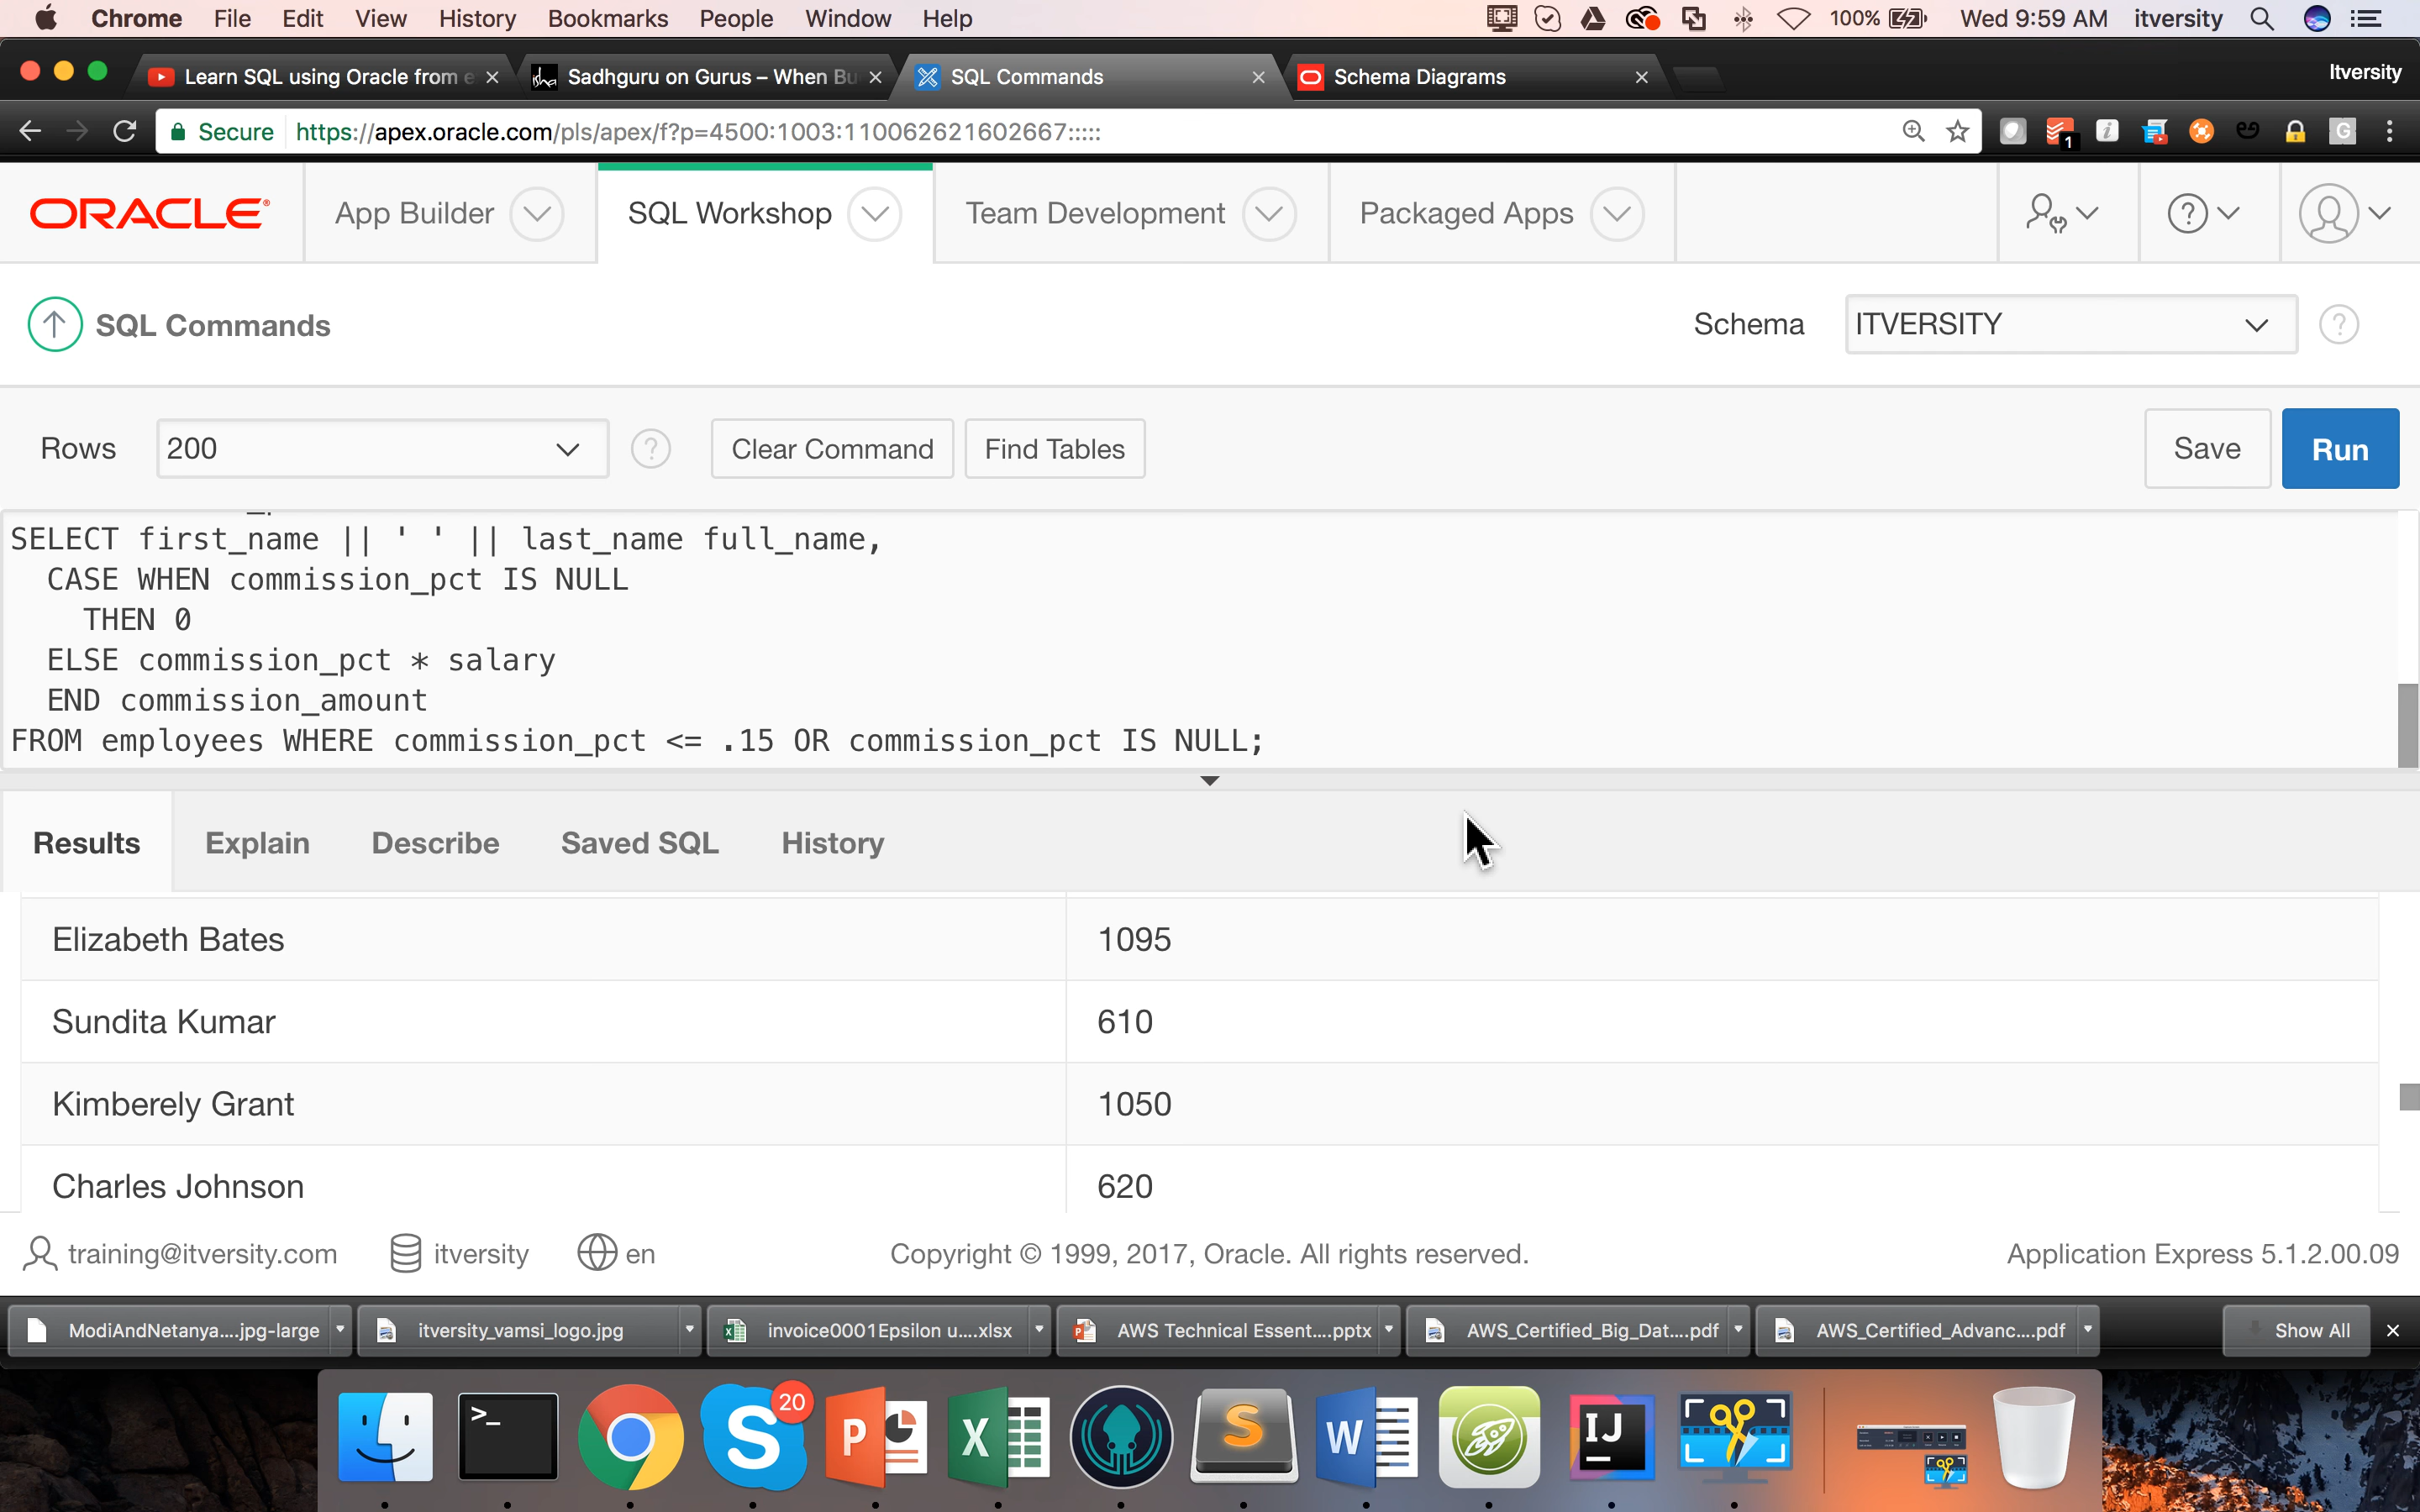 Chrome File Edit View History Bookmarks People Window Help 100% Wed 9:59 AM itversity
Learn SQL using Oracle from e Sadhguru on Gurus – When Bu SQL Commands Schema Diagrams Itversity
Secure https://apex.oracle.com/pls/apex/f?p=4500:1003:110062621602667:::::
1 G
ORACLE App Builder SQL Workshop Team Development Packaged Apps ?
SQL Commands Schema ITVERSITY ?
Rows 200 ? Clear Command Find Tables Save Run
SELECT first_name || ' ' || last_name full_name,
CASE WHEN commission_pct IS NULL
THEN 0
ELSE commission_pct * salary
END commission_amount
FROM employees WHERE commission_pct <= .15 OR commission_pct IS NULL;
Results Explain Describe Saved SQL History
Elizabeth Bates 1095
Sundita Kumar 610
Kimberely Grant 1050
Charles Johnson 620
training@itversity.com itversity en Copyright © 1999, 2017, Oracle. All rights reserved. Application Express 5.1.2.00.09
ModiAndNetanya....jpg-large itversity_vamsi_logo.jpg invoice0001Epsilon u....xlsx AWS Technical Essent....pptx AWS_Certified_Big_Dat....pdf AWS_Certified_Advanc....pdf Show All
>_ S 20 P X S W IJ